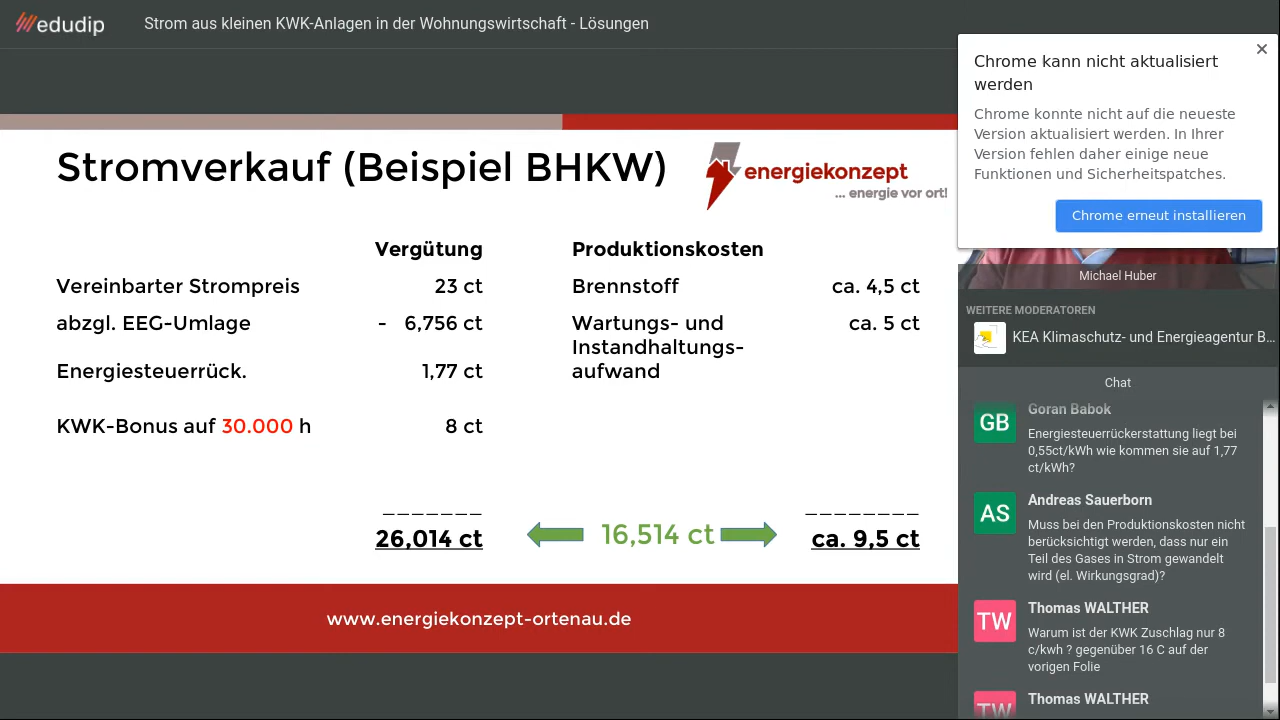 edudip
Strom aus kleinen KWK-Anlagen in der Wohnungswirtschaft - Lösungen
Stromverkauf (Beispiel BHKW)
energiekonzept
... energie vor ort!
Vergütung
Produktionskosten
Vereinbarter Strompreis 23 ct
Brennstoff ca. 4,5 ct
abzgl. EEG-Umlage - 6,756 ct
Wartungs- und ca. 5 ct
Instandhaltungs-
aufwand
Energiesteuerrück. 1,77 ct
KWK-Bonus auf 30.000 h 8 ct
_______
________
26,014 ct
16,514 ct
ca. 9,5 ct
www.energiekonzept-ortenau.de
Chrome kann nicht aktualisiert
werden
Chrome konnte nicht auf die neueste
Version aktualisiert werden. In Ihrer
Version fehlen daher einige neue
Funktionen und Sicherheitspatches.
Chrome erneut installieren
Michael Huber
WEITERE MODERATOREN
KEA Klimaschutz- und Energieagentur B...
Chat
GB
Goran Babok
Energiesteuerrückerstattung liegt bei
0,55ct/kWh wie kommen sie auf 1,77
ct/kWh?
AS
Andreas Sauerborn
Muss bei den Produktionskosten nicht
berücksichtigt werden, dass nur ein
Teil des Gases in Strom gewandelt
wird (el. Wirkungsgrad)?
TW
Thomas WALTHER
Warum ist der KWK Zuschlag nur 8
c/kwh ? gegenüber 16 C auf der
vorigen Folie
TW
Thomas WALTHER